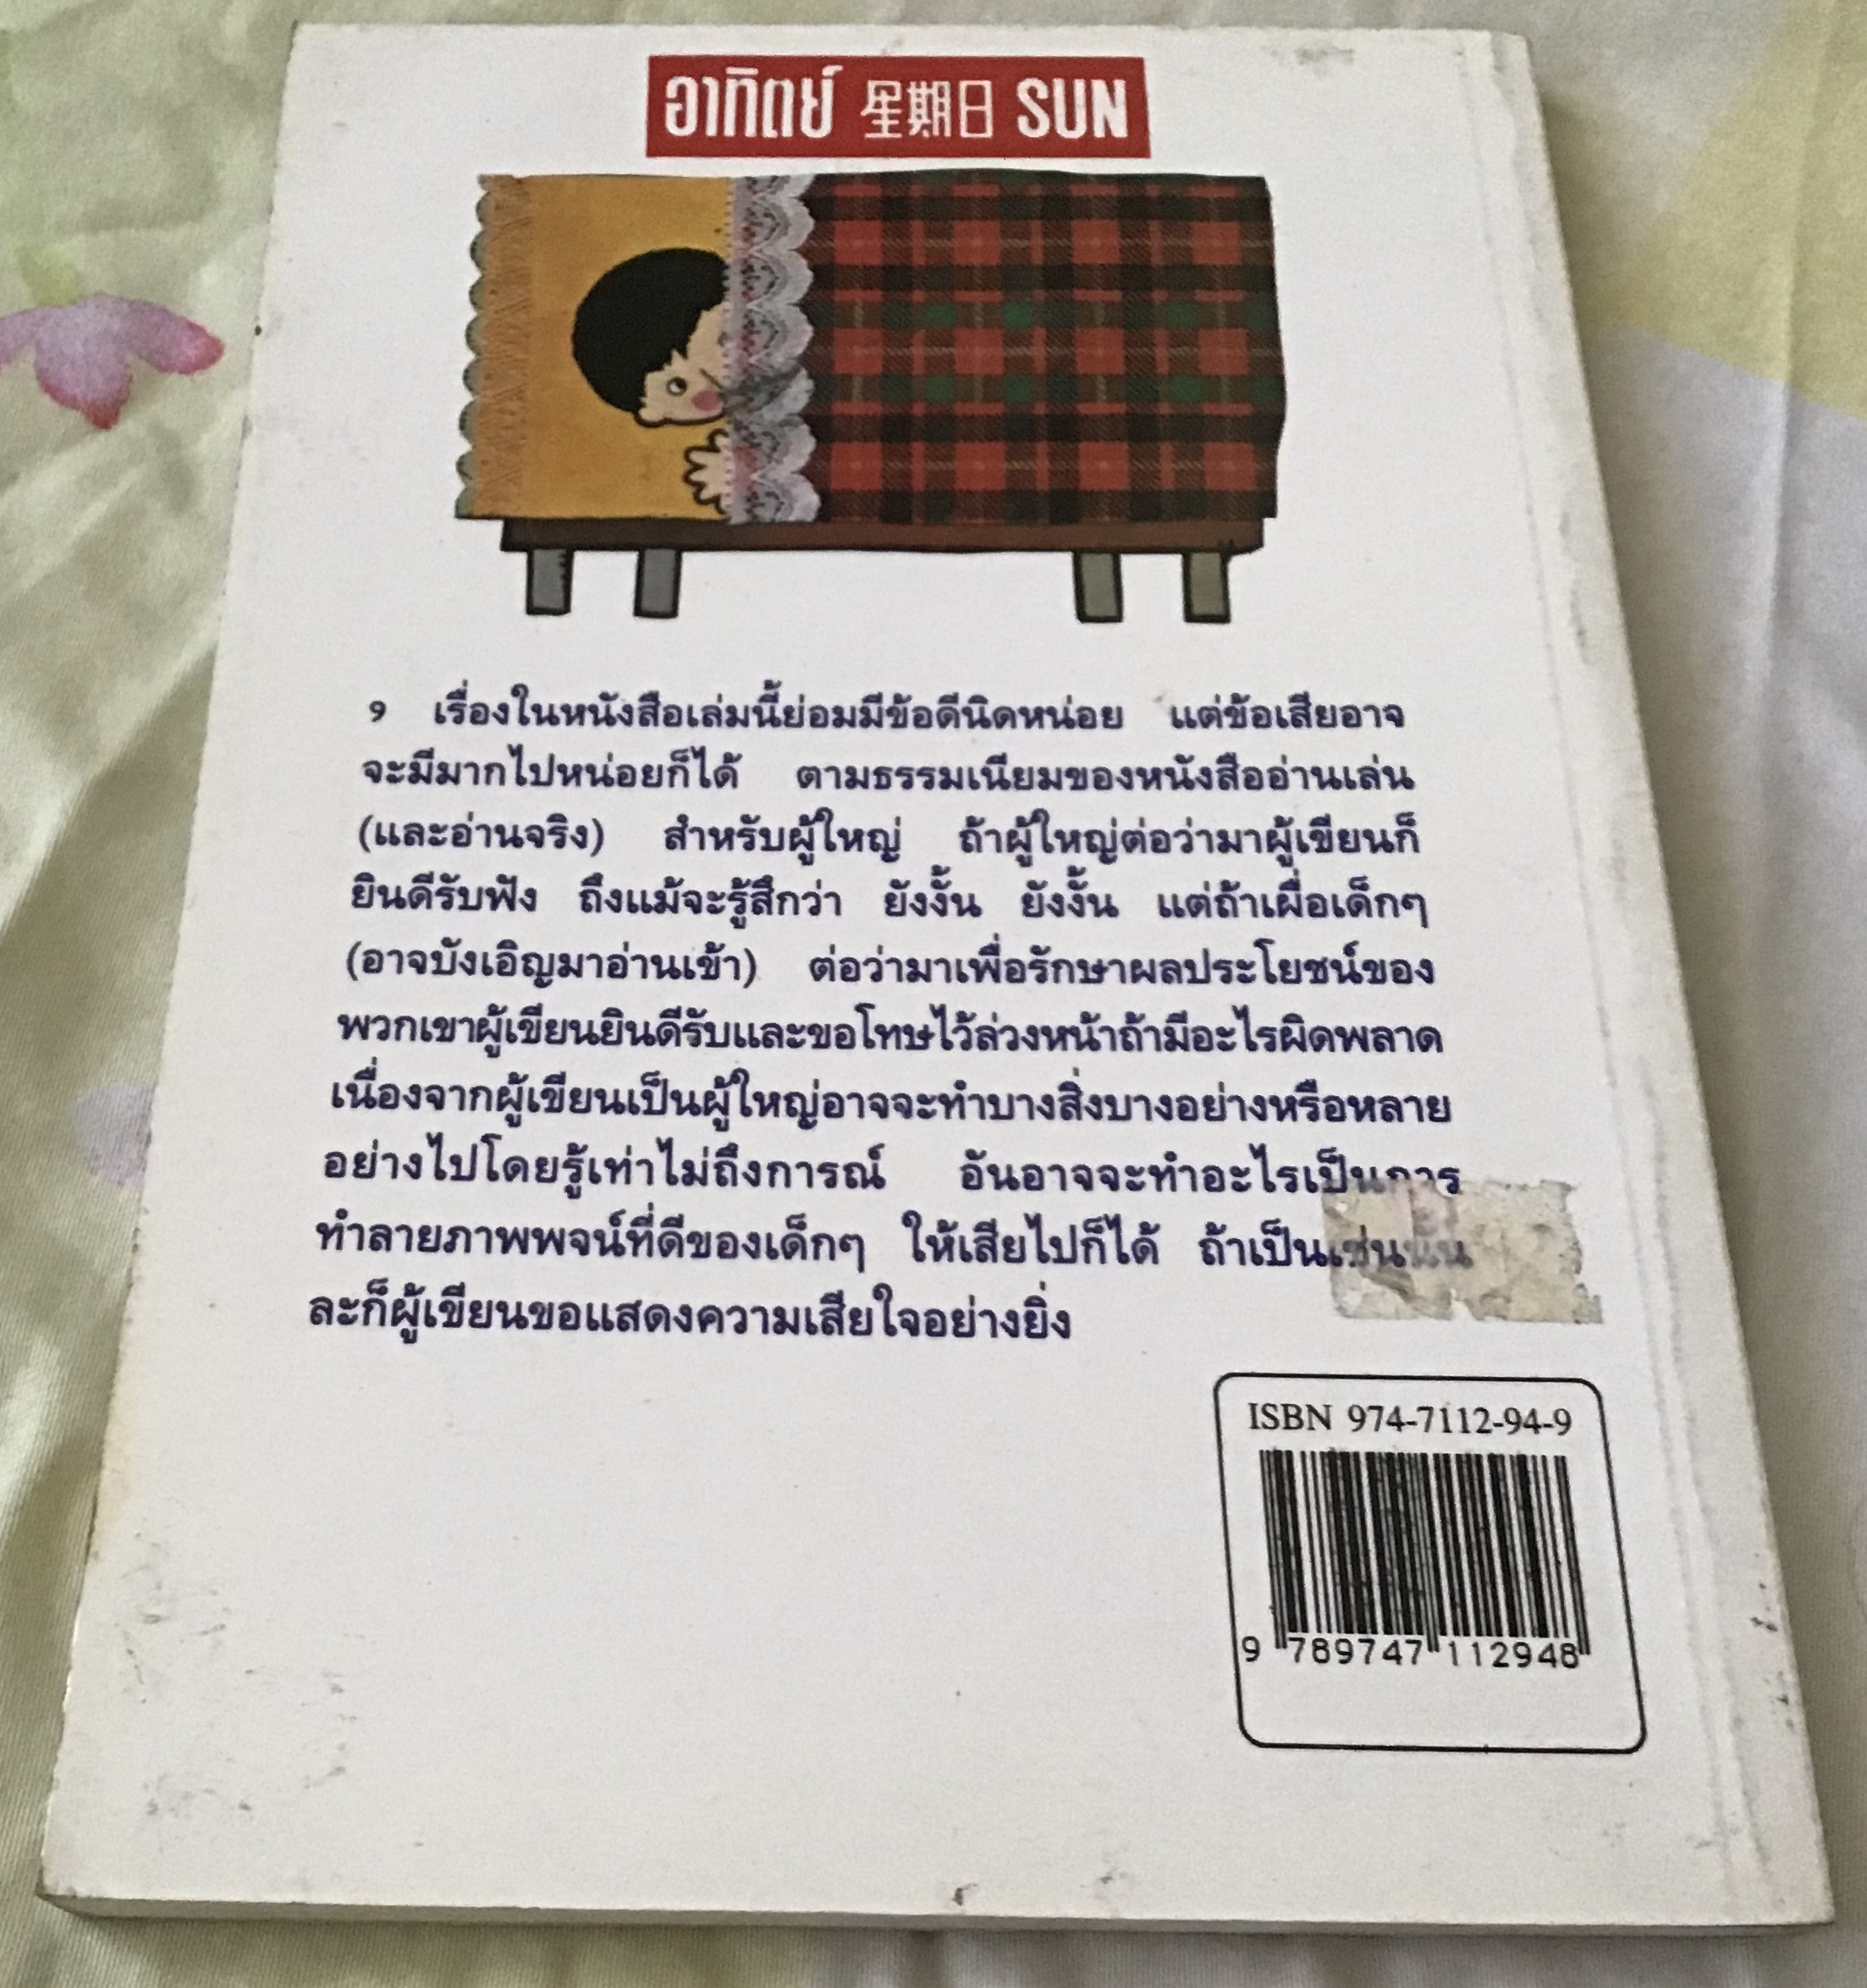 อาทิตย์ 星期日 SUN
9 เรื่องในหนังสือเล่มนี้ย่อมมีข้อดีนิดหน่อย แต่ข้อเสียอาจ
จะมีมากไปหน่อยก็ได้ ตามธรรมเนียมของหนังสืออ่านเล่น
(และอ่านจริง) สำหรับผู้ใหญ่ ถ้าผู้ใหญ่ต่อว่ามาผู้เขียนก็
ยินดีรับฟัง ถึงแม้จะรู้สึกว่า ยังงั้น ยังงั้น แต่ถ้าเผื่อเด็กๆ
(อาจบังเอิญมาอ่านเข้า) ต่อว่ามาเพื่อรักษาผลประโยชน์ของ
พวกเขาผู้เขียนยินดีรับและขอโทษไว้ล่วงหน้าถ้ามีอะไรผิดพลาด
เนื่องจากผู้เขียนเป็นผู้ใหญ่อาจจะทำบางสิ่งบางอย่างหรือหลาย
อย่างไปโดยรู้เท่าไม่ถึงการณ์ อันอาจจะทำอะไรเป็นการ
ทำลายภาพพจน์ที่ดีของเด็กๆ ให้เสียไปก็ได้ ถ้าเป็นเช่นนั้น
ละก็ผู้เขียนขอแสดงความเสียใจอย่างยิ่ง
ISBN 974-7112-94-9
9 789747 112948